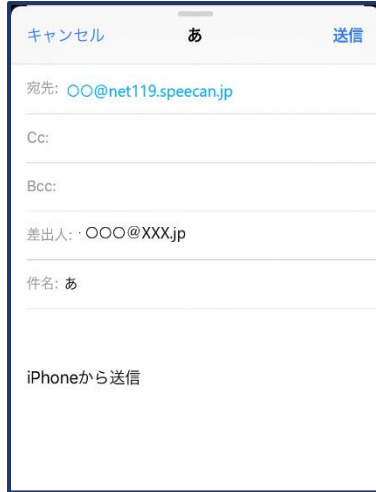 キャンセル あ 送信
宛先: ○○@net119.speecan.jp
Cc:
Bcc:
差出人: ・○○○@XXX.jp
件名: あ
iPhoneから送信